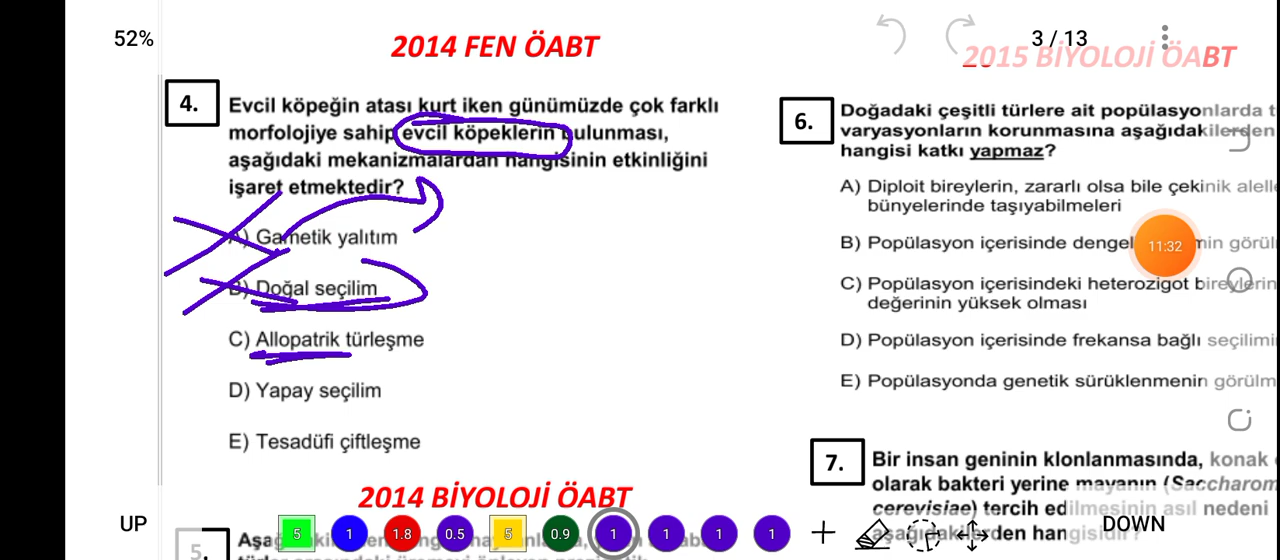 52%
2014 FEN ÖABT
3 / 13
2015 BİYOLOJİ ÖABT
4.
Evcil köpeğin atası kurt iken günümüzde çok farklı
morfolojiye sahip evcil köpeklerin bulunması,
aşağıdaki mekanizmalardan hangisinin etkinliğini
işaret etmektedir?
A) Gametik yalıtım
B) Doğal seçilim
C) Allopatrik türleşme
D) Yapay seçilim
E) Tesadüfi çiftleşme
2014 BİYOLOJİ ÖABT
5.
6.
Doğadaki çeşitli türlere ait popülasyonlarda
varyasyonların korunmasına aşağıdakilerden
hangisi katkı yapmaz?
A) Diploit bireylerin, zararlı olsa bile çekinik
bünyelerinde taşıyabilmeleri
B) Popülasyon içerisinde
11:32
C) Popülasyon içerisindeki heterozigot bireylerin
değerinin yüksek olması
D) Popülasyon içerisinde frekansa bağlı
E) Popülasyonda genetik sürüklenmenin
7.
Bir insan geninin klonlanmasında, konak
olarak bakteri yerine mayanın
cerevisiae) tercih edilmesinin asıl nedeni
aşağıdakilerden hangisidir?
UP
5 1 1.8 0.5 5 0.9 1 1 1 1
DOWN